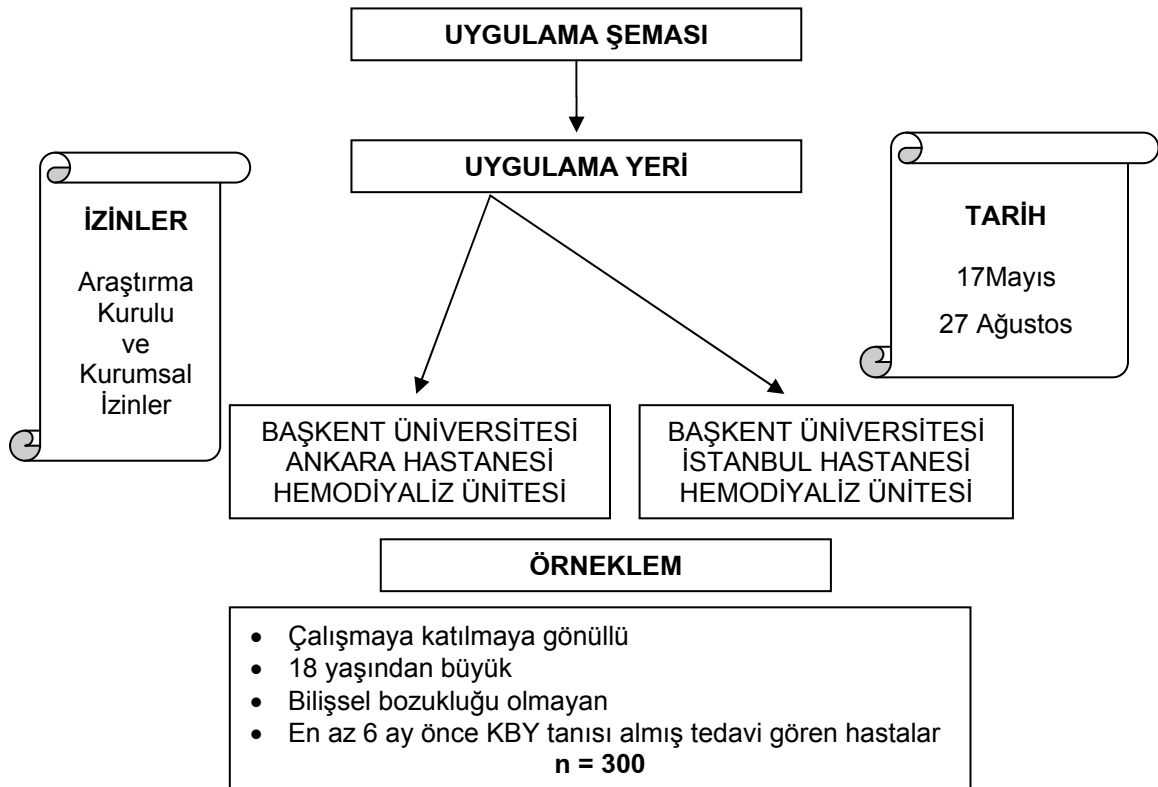 UYGULAMA ŞEMASI
UYGULAMA YERİ
İZİNLER
Araştırma
Kurulu
ve
Kurumsal
İzinler
TARİH
17Mayıs
27 Ağustos
BAŞKENT ÜNİVERSİTESİ
ANKARA HASTANESİ
HEMODİYALİZ ÜNİTESİ
BAŞKENT ÜNİVERSİTESİ
İSTANBUL HASTANESİ
HEMODİYALİZ ÜNİTESİ
ÖRNEKLEM
• Çalışmaya katılmaya gönüllü
• 18 yaşından büyük
• Bilişsel bozukluğu olmayan
• En az 6 ay önce KBY tanısı almış tedavi gören hastalar
n = 300